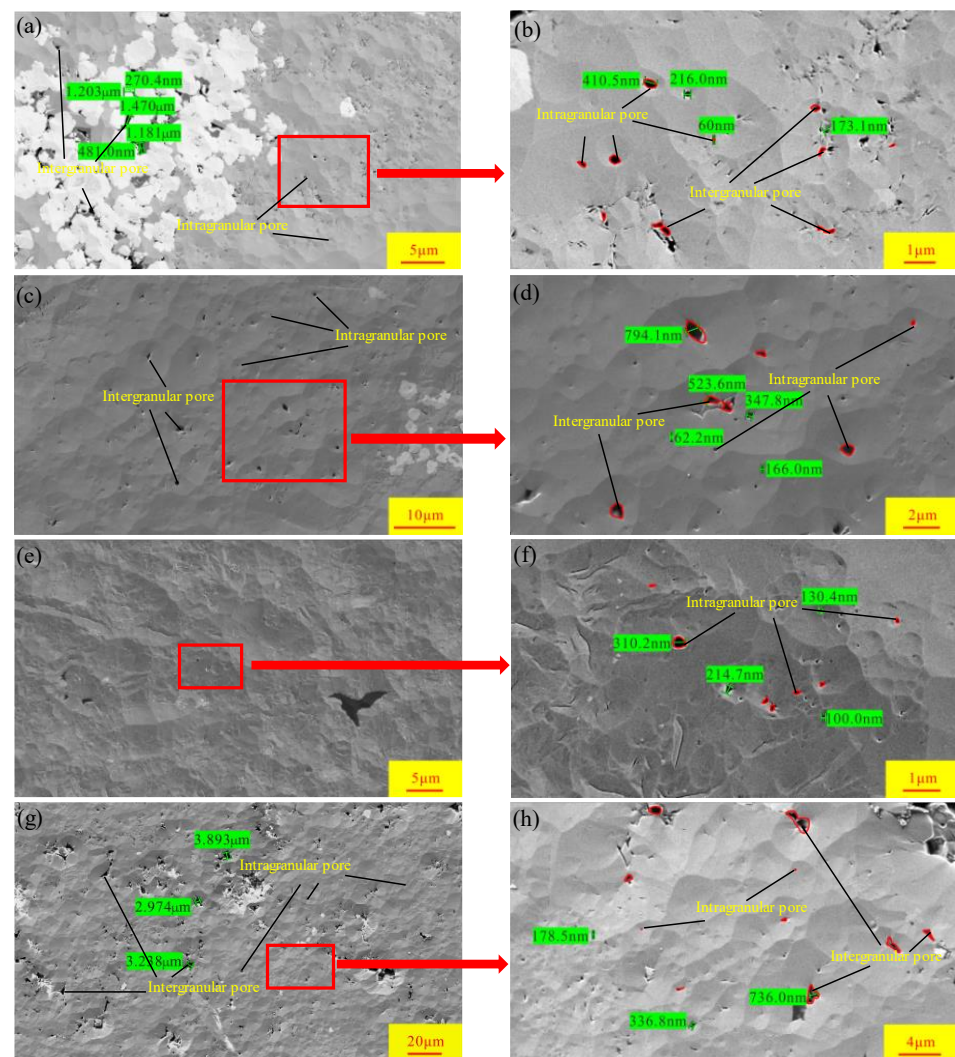 (a)
270.4nm
1.203μm
1.470μm
1.181μm
481.0nm
Intergranular pore
Intragranular pore
5μm
(b)
410.5nm
216.0nm
Intragranular pore
60nm
173.1nm
Intergranular pore
1μm
(c)
Intragranular pore
Intergranular pore
10μm
(d)
794.1nm
Intragranular pore
523.6nm
347.8nm
Intergranular pore
62.2nm
166.0nm
2μm
(e)
5μm
(f)
130.4nm
Intragranular pore
310.2nm
214.7nm
100.0nm
1μm
(g)
3.893μm
Intragranular pore
2.974μm
3.238μm
Intergranular pore
20μm
(h)
Intragranular pore
178.5nm
Intergranular pore
736.0nm
336.8nm
4μm